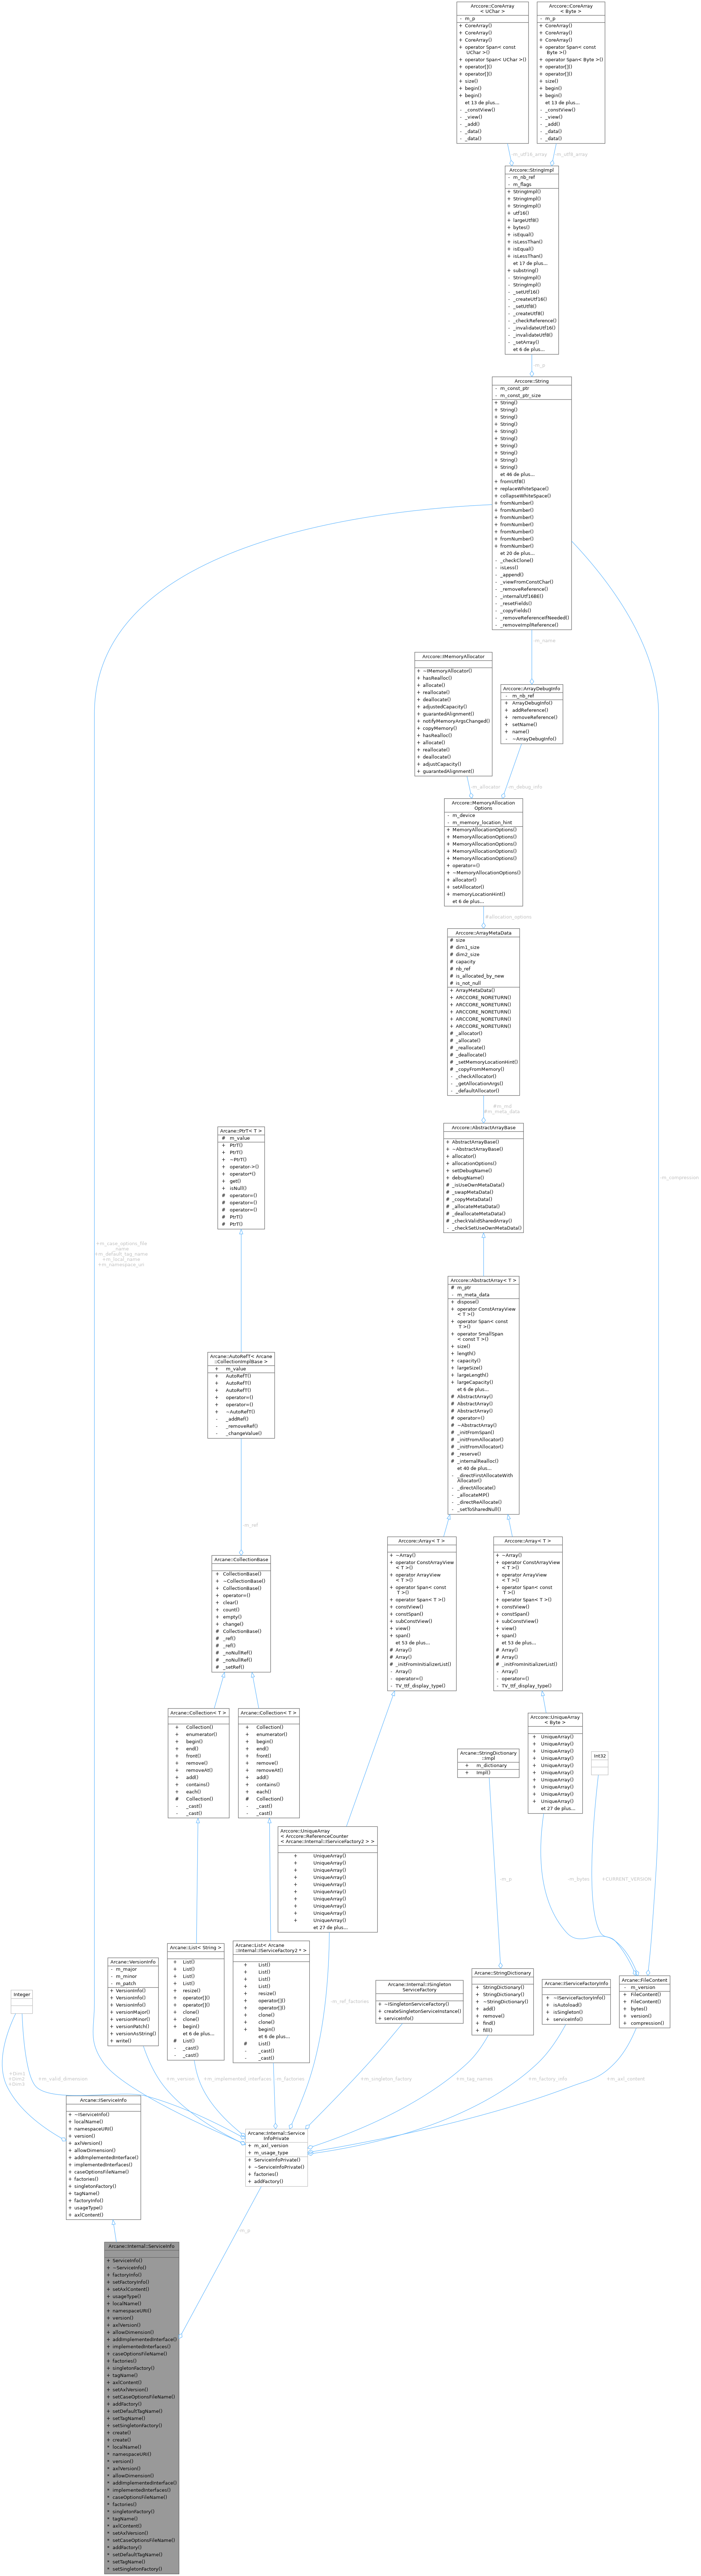 Arccore::CoreArray
< UChar >
- m_p
+ CoreArray()
+ CoreArray()
+ CoreArray()
+ operator Span< const
UChar >()
+ operator Span< UChar >()
+ operator[]()
+ operator[]()
+ size()
+ begin()
+ begin()
et 13 de plus...
- _constView()
- _view()
- _add()
- _data()
- _data()
Arccore::CoreArray
< Byte >
- m_p
+ CoreArray()
+ CoreArray()
+ CoreArray()
+ operator Span< const
Byte >()
+ operator Span< Byte >()
+ operator[]()
+ operator[]()
+ size()
+ begin()
+ begin()
et 13 de plus...
- _constView()
- _view()
- _add()
- _data()
- _data()
-m_utf16_array
-m_utf8_array
Arccore::StringImpl
- m_nb_ref
- m_flags
+ StringImpl()
+ StringImpl()
+ StringImpl()
+ utf16()
+ largeUtf8()
+ bytes()
+ isEqual()
+ isLessThan()
+ isEqual()
+ isLessThan()
et 17 de plus...
+ substring()
- StringImpl()
- StringImpl()
- _setUtf16()
- _createUtf16()
- _setUtf8()
- _createUtf8()
- _checkReference()
- _invalidateUtf16()
- _invalidateUtf8()
- _setArray()
et 6 de plus...
-m_p
Arccore::String
- m_const_ptr
- m_const_ptr_size
+ String()
+ String()
+ String()
+ String()
+ String()
+ String()
+ String()
+ String()
+ String()
+ String()
et 46 de plus...
+ fromUtf8()
+ replaceWhiteSpace()
+ collapseWhiteSpace()
+ fromNumber()
+ fromNumber()
+ fromNumber()
+ fromNumber()
+ fromNumber()
+ fromNumber()
+ fromNumber()
et 20 de plus...
- _checkClone()
- isLess()
- _append()
- _viewFromConstChar()
- _removeReference()
- _internalUtf16BE()
- _resetFields()
- _copyFields()
- _removeReferenceIfNeeded()
- _removeImplReference()
-m_name
Arccore::IMemoryAllocator
+ ~IMemoryAllocator()
+ hasRealloc()
+ allocate()
+ reallocate()
+ deallocate()
+ adjustedCapacity()
+ guarantedAlignment()
+ notifyMemoryArgsChanged()
+ copyMemory()
+ hasRealloc()
+ allocate()
+ reallocate()
+ deallocate()
+ adjustCapacity()
+ guarantedAlignment()
Arccore::ArrayDebugInfo
- m_nb_ref
+ ArrayDebugInfo()
+ addReference()
+ removeReference()
+ setName()
+ name()
- ~ArrayDebugInfo()
-m_allocator
-m_debug_info
Arccore::MemoryAllocation
Options
- m_device
- m_memory_location_hint
+ MemoryAllocationOptions()
+ MemoryAllocationOptions()
+ MemoryAllocationOptions()
+ MemoryAllocationOptions()
+ MemoryAllocationOptions()
+ operator=()
+ ~MemoryAllocationOptions()
+ allocator()
+ setAllocator()
+ memoryLocationHint()
et 6 de plus...
#allocation_options
Arccore::ArrayMetaData
# size
# dim1_size
# dim2_size
# capacity
# nb_ref
# is_allocated_by_new
# is_not_null
+ ArrayMetaData()
+ ARCCORE_NORETURN()
+ ARCCORE_NORETURN()
+ ARCCORE_NORETURN()
+ ARCCORE_NORETURN()
+ ARCCORE_NORETURN()
# _allocator()
# _allocate()
# _reallocate()
# _deallocate()
# _setMemoryLocationHint()
# _copyFromMemory()
- _checkAllocator()
- _getAllocationArgs()
- _defaultAllocator()
#m_md
#m_meta_data
Arccore::AbstractArrayBase
+ AbstractArrayBase()
+ ~AbstractArrayBase()
+ allocator()
+ allocationOptions()
+ setDebugName()
+ debugName()
# _isUseOwnMetaData()
# _swapMetaData()
# _copyMetaData()
# _allocateMetaData()
# _deallocateMetaData()
# _checkValidSharedArray()
- _checkSetUseOwnMetaData()
Arcane::PtrT< T >
# m_value
+ PtrT()
+ PtrT()
+ ~PtrT()
+ operator->()
+ operator*()
+ get()
+ isNull()
# operator=()
# operator=()
# operator=()
# PtrT()
# PtrT()
-m_compression
+m_case_options_file
_name
+m_default_tag_name
+m_local_name
+m_namespace_uri
Arccore::AbstractArray< T >
# m_ptr
- m_meta_data
+ dispose()
+ operator ConstArrayView
< T >()
+ operator Span< const
T >()
+ operator SmallSpan
< const T >()
+ size()
+ length()
+ capacity()
+ largeSize()
+ largeLength()
+ largeCapacity()
et 6 de plus...
# AbstractArray()
# AbstractArray()
# AbstractArray()
# operator=()
# ~AbstractArray()
# _initFromSpan()
# _initFromAllocator()
# _initFromAllocator()
# _reserve()
# _internalRealloc()
et 40 de plus...
- _directFirstAllocateWith
Allocator()
- _directAllocate()
- _allocateMP()
- _directReAllocate()
- _setToSharedNull()
Arcane::AutoRefT< Arcane
::CollectionImplBase >
+ m_value
+ AutoRefT()
+ AutoRefT()
+ AutoRefT()
+ operator=()
+ operator=()
+ ~AutoRefT()
- _addRef()
- _removeRef()
- _changeValue()
-m_ref
Arcane::CollectionBase
+ CollectionBase()
+ ~CollectionBase()
+ CollectionBase()
+ operator=()
+ clear()
+ count()
+ empty()
+ change()
# CollectionBase()
# _ref()
# _ref()
# _noNullRef()
# _noNullRef()
# _setRef()
Arccore::Array< T >
+ ~Array()
+ operator ConstArrayView
< T >()
+ operator ArrayView
< T >()
+ operator Span< const
T >()
+ operator Span< T >()
+ constView()
+ constSpan()
+ subConstView()
+ view()
+ span()
et 53 de plus...
# Array()
# Array()
# _initFromInitializerList()
- Array()
- operator=()
- TV_ttf_display_type()
Arccore::Array< T >
+ ~Array()
+ operator ConstArrayView
< T >()
+ operator ArrayView
< T >()
+ operator Span< const
T >()
+ operator Span< T >()
+ constView()
+ constSpan()
+ subConstView()
+ view()
+ span()
et 53 de plus...
# Array()
# Array()
# _initFromInitializerList()
- Array()
- operator=()
- TV_ttf_display_type()
Arcane::Collection< T >
+ Collection()
+ enumerator()
+ begin()
+ end()
+ front()
+ remove()
+ removeAt()
+ add()
+ contains()
+ each()
# Collection()
- _cast()
- _cast()
Arcane::Collection< T >
+ Collection()
+ enumerator()
+ begin()
+ end()
+ front()
+ remove()
+ removeAt()
+ add()
+ contains()
+ each()
# Collection()
- _cast()
- _cast()
Arccore::UniqueArray
< Byte >
+ UniqueArray()
+ UniqueArray()
+ UniqueArray()
+ UniqueArray()
+ UniqueArray()
+ UniqueArray()
+ UniqueArray()
+ UniqueArray()
+ UniqueArray()
+ UniqueArray()
et 27 de plus...
Arcane::StringDictionary
::Impl
+ m_dictionary
+ Impl()
Int32
Arccore::UniqueArray
< Arccore::ReferenceCounter
< Arcane::Internal::IServiceFactory2 > >
+ UniqueArray()
+ UniqueArray()
+ UniqueArray()
+ UniqueArray()
+ UniqueArray()
+ UniqueArray()
+ UniqueArray()
+ UniqueArray()
+ UniqueArray()
+ UniqueArray()
et 27 de plus...
-m_p
-m_bytes
+CURRENT_VERSION
Arcane::VersionInfo
- m_major
- m_minor
- m_patch
+ VersionInfo()
+ VersionInfo()
+ VersionInfo()
+ versionMajor()
+ versionMinor()
+ versionPatch()
+ versionAsString()
+ write()
Arcane::List< String >
+ List()
+ List()
+ List()
+ List()
+ resize()
+ operator[]()
+ operator[]()
+ clone()
+ clone()
+ begin()
et 6 de plus...
# List()
- _cast()
- _cast()
Arcane::List< Arcane
::Internal::IServiceFactory2 * >
+ List()
+ List()
+ List()
+ List()
+ resize()
+ operator[]()
+ operator[]()
+ clone()
+ clone()
+ begin()
et 6 de plus...
# List()
- _cast()
- _cast()
+m_ref_factories
Arcane::Internal::ISingleton
ServiceFactory
+ ~ISingletonServiceFactory()
+ createSingletonServiceInstance()
+ serviceInfo()
Arcane::StringDictionary
+ StringDictionary()
+ StringDictionary()
+ ~StringDictionary()
+ add()
+ remove()
+ find()
+ fill()
Arcane::IServiceFactoryInfo
+ ~IServiceFactoryInfo()
+ isAutoload()
+ isSingleton()
+ serviceInfo()
Arcane::FileContent
- m_version
+ FileContent()
+ FileContent()
+ bytes()
+ version()
+ compression()
Integer
+Dim1
+Dim2
+Dim3
+m_valid_dimensions
+m_version
+m_implemented_interfaces
+m_factories
+m_singleton_factory
+m_tag_names
+m_factory_info
+m_axl_content
Arcane::IServiceInfo
+ ~IServiceInfo()
+ localName()
+ namespaceURI()
+ version()
+ axlVersion()
+ allowDimension()
+ addImplementedInterface()
+ implementedInterfaces()
+ caseOptionsFileName()
+ factories()
+ singletonFactory()
+ tagName()
+ factoryInfo()
+ usageType()
+ axlContent()
Arcane::Internal::Service
InfoPrivate
+ m_axl_version
+ m_usage_type
+ ServiceInfoPrivate()
+ ~ServiceInfoPrivate()
+ factories()
+ addFactory()
-m_p
Arcane::Internal::ServiceInfo
+ ServiceInfo()
+ ~ServiceInfo()
+ factoryInfo()
+ setFactoryInfo()
+ setAxlContent()
+ usageType()
+ localName()
+ namespaceURI()
+ version()
+ axlVersion()
+ allowDimension()
+ addImplementedInterface()
+ implementedInterfaces()
+ caseOptionsFileName()
+ factories()
+ singletonFactory()
+ tagName()
+ axlContent()
+ setAxlVersion()
+ setCaseOptionsFileName()
+ addFactory()
+ setDefaultTagName()
+ setTagName()
+ setSingletonFactory()
+ create()
+ create()
* localName()
* namespaceURI()
* version()
* axlVersion()
* allowDimension()
* addImplementedInterface()
* implementedInterfaces()
* caseOptionsFileName()
* factories()
* singletonFactory()
* tagName()
* axlContent()
* setAxlVersion()
* setCaseOptionsFileName()
* addFactory()
* setDefaultTagName()
* setTagName()
* setSingletonFactory()